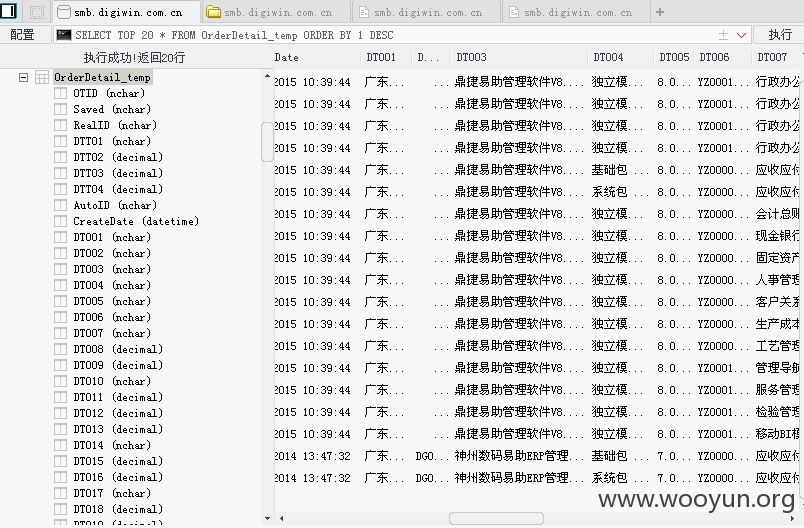 smb.digiwin.com.cn smb.digiwin.com.cn smb.digiwin.com.cn smb.digiwin.com.cn +
配置 SELECT TOP 20 * FROM OrderDetail_temp ORDER BY 1 DESC 执行
执行成功!返回20行
OrderDetail_temp
OTID (nchar)
Saved (nchar)
RealID (nchar)
DTT01 (nchar)
DTT02 (decimal)
DTT03 (decimal)
DTT04 (decimal)
AutoID (nchar)
CreateDate (datetime)
DT001 (nchar)
DT002 (nchar)
DT003 (nchar)
DT004 (nchar)
DT005 (nchar)
DT006 (nchar)
DT007 (nchar)
DT008 (decimal)
DT009 (decimal)
DT010 (nchar)
DT011 (decimal)
DT012 (decimal)
DT013 (decimal)
DT014 (nchar)
DT015 (decimal)
DT016 (decimal)
DT017 (nchar)
DT018 (decimal)
DT019 (decimal)
Date DT001 D... DT003 DT004 DT005 DT006 DT007
2015 10:39:44 广东... ... 鼎捷易助管理软件V8.... 独立模... 8.0... YZ0001... 行政办公
2015 10:39:44 广东... ... 鼎捷易助管理软件V8.... 独立模... 8.0... YZ0001... 行政办公
2015 10:39:44 广东... ... 鼎捷易助管理软件V8.... 独立模... 8.0... YZ0001... 行政办公
2015 10:39:44 广东... ... 鼎捷易助管理软件V8.... 独立模... 8.0... YZ0001... 行政办公
2015 10:39:44 广东... ... 鼎捷易助管理软件V8.... 基础包 ... 8.0... YZ0000... 应收应付
2015 10:39:44 广东... ... 鼎捷易助管理软件V8.... 系统包 ... 8.0... YZ0000... 应收应付
2015 10:39:44 广东... ... 鼎捷易助管理软件V8.... 独立模... 8.0... YZ0000... 会计总账
2015 10:39:44 广东... ... 鼎捷易助管理软件V8.... 独立模... 8.0... YZ0000... 现金银行
2015 10:39:44 广东... ... 鼎捷易助管理软件V8.... 独立模... 8.0... YZ0000... 固定资产
2015 10:39:44 广东... ... 鼎捷易助管理软件V8.... 独立模... 8.0... YZ0000... 人事管理
2015 10:39:44 广东... ... 鼎捷易助管理软件V8.... 独立模... 8.0... YZ0000... 客户关系
2015 10:39:44 广东... ... 鼎捷易助管理软件V8.... 独立模... 8.0... YZ0000... 生产成本
2015 10:39:44 广东... ... 鼎捷易助管理软件V8.... 独立模... 8.0... YZ0000... 工艺管理
2015 10:39:44 广东... ... 鼎捷易助管理软件V8.... 独立模... 8.0... YZ0001... 管理导航
2015 10:39:44 广东... ... 鼎捷易助管理软件V8.... 独立模... 8.0... YZ0001... 服务管理
2015 10:39:44 广东... ... 鼎捷易助管理软件V8.... 独立模... 8.0... YZ0000... 检验管理
2015 10:39:44 广东... ... 鼎捷易助管理软件V8.... 独立模... 8.0... YZ0001... 移动BI模
2014 13:47:32 广东... DG0... 神州数码易助ERP管理... 基础包 ... 7.0... YZ0000... 应收应付
2014 13:47:32 广东... DG0... 神州数码易助ERP管理... 系统包 ... 7.0... YZ0000... 应收应付
www.wooyun.org